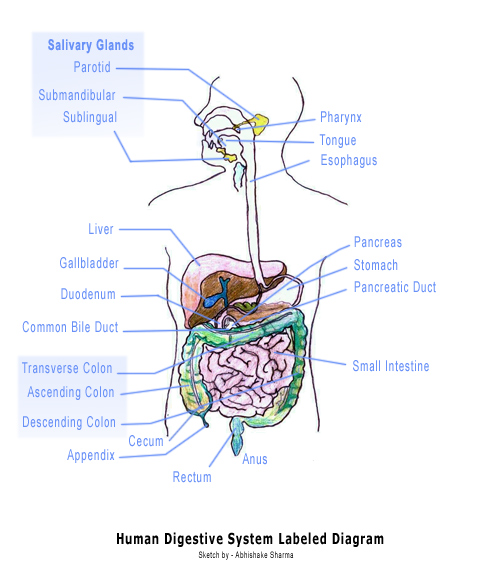 Salivary Glands
Parotid
Submandibular
Sublingual
Pharynx
Tongue
Esophagus
Liver
Gallbladder
Duodenum
Common Bile Duct
Pancreas
Stomach
Pancreatic Duct
Transverse Colon
Ascending Colon
Descending Colon
Small Intestine
Cecum
Appendix
Rectum
Anus
Human Digestive System Labeled Diagram
Sketch by - Abhishake Sharma